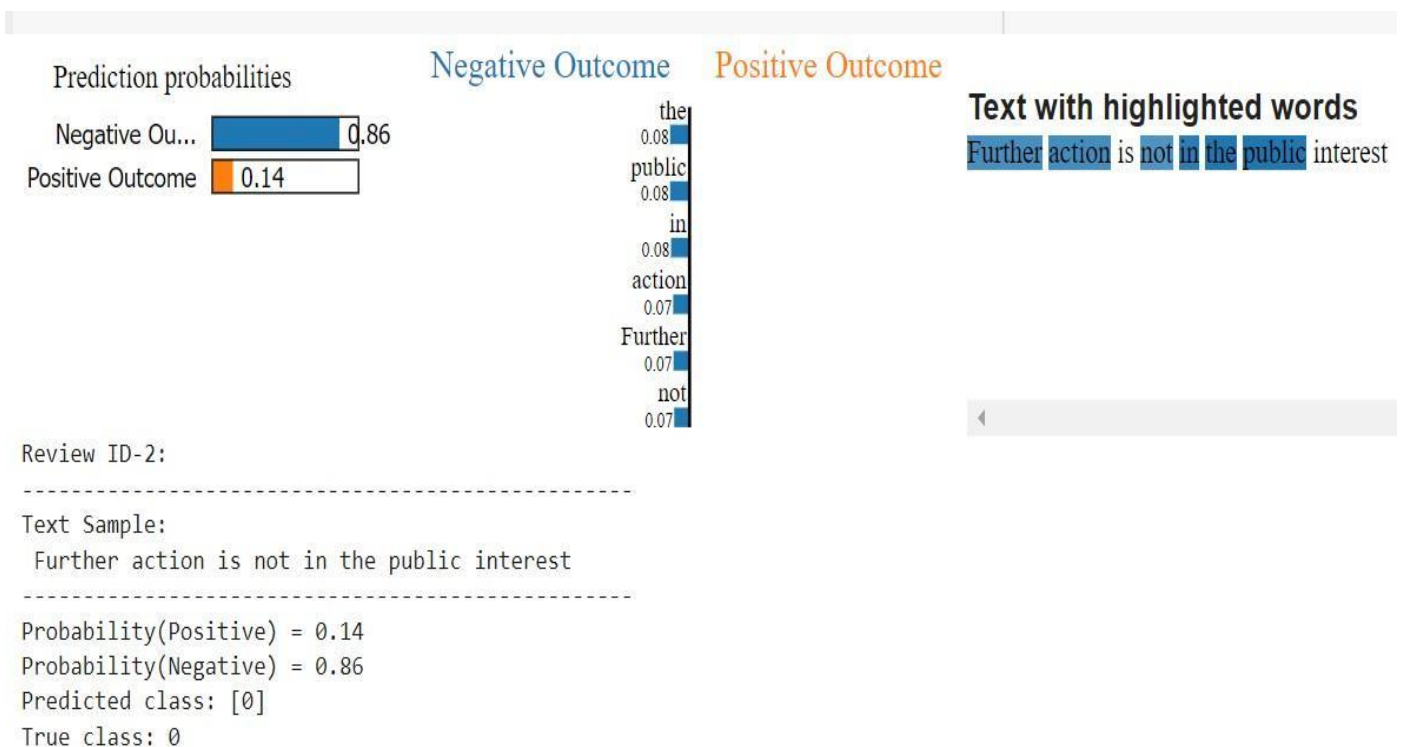 Prediction probabilities
Negative Ou... 0.86
Positive Outcome 0.14
Negative Outcome Positive Outcome
the
0.08
public
0.08
in
0.08
action
0.07
Further
0.07
not
0.07
Text with highlighted words
Further action is not in the public interest
Review ID-2:
--------------------------------------------------
Text Sample:
Further action is not in the public interest
--------------------------------------------------
Probability(Positive) = 0.14
Probability(Negative) = 0.86
Predicted class: [0]
True class: 0